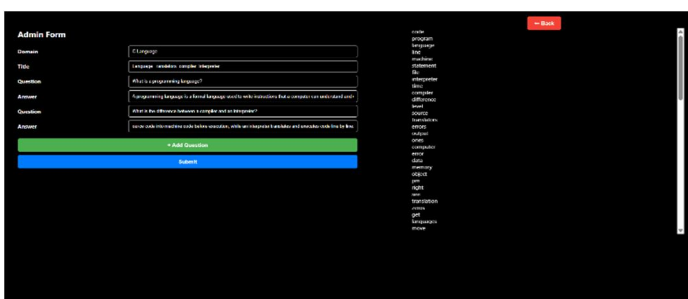 ← Back
Admin Form
Domain
C Language
Title
Language translators compiler interpreter
Question
What is a programming language?
Answer
A programming language is a formal language used to write instructions that a computer can understand and
Question
What is the difference between a compiler and an interpreter?
Answer
source code into machine code before execution, while an interpreter translates and executes code line by line.
+ Add Question
Submit
code
program
language
line
machine
statement
file
interpreter
time
compiler
difference
level
source
translators
errors
output
ones
computer
error
data
memory
object
pre
right
translation
zeros
get
languages
move